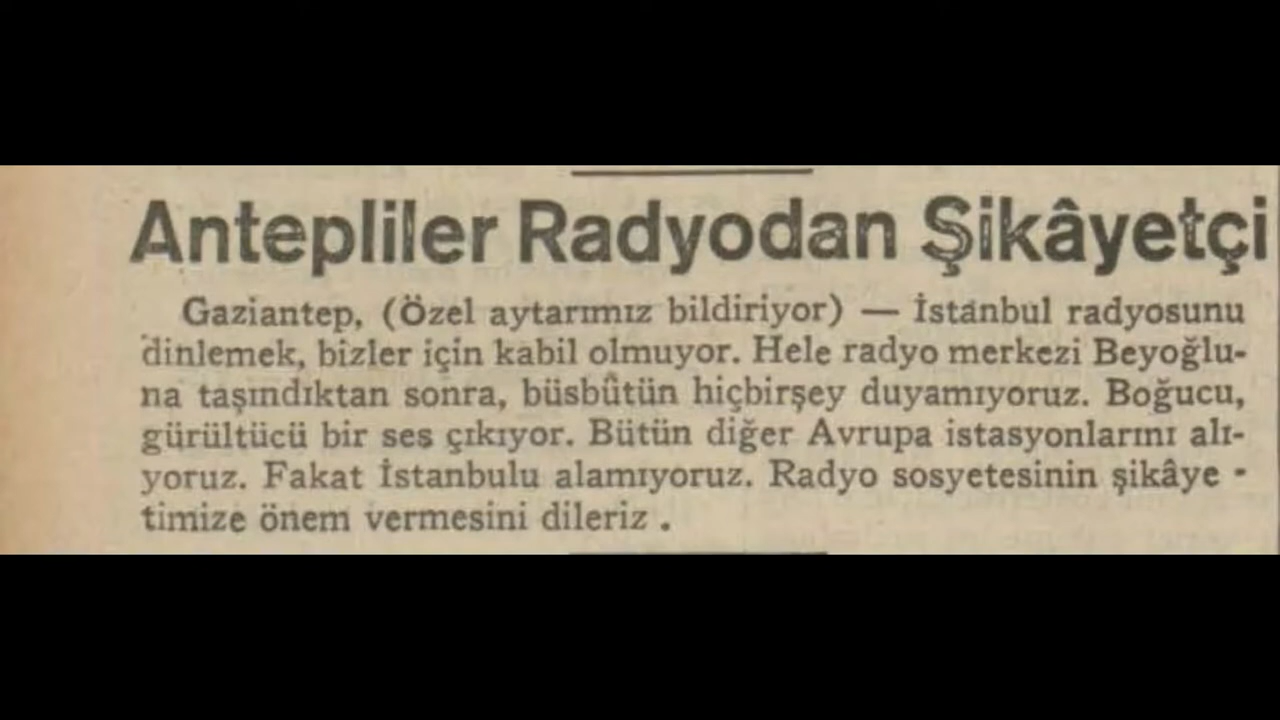 Antepliler Radyodan Şikâyetçi
Gaziantep, (Özel aytarımız bildiriyor) — İstanbul radyosunu
dinlemek, bizler için kabil olmuyor. Hele radyo merkezi Beyoğlu-
na taşındıktan sonra, büsbütün hiçbirşey duyamıyoruz. Boğucu,
gürültücü bir ses çıkıyor. Bütün diğer Avrupa istasyonlarını alı-
yoruz. Fakat İstanbulu alamıyoruz. Radyo sosyetesinin şikâye -
timize önem vermesini dileriz .